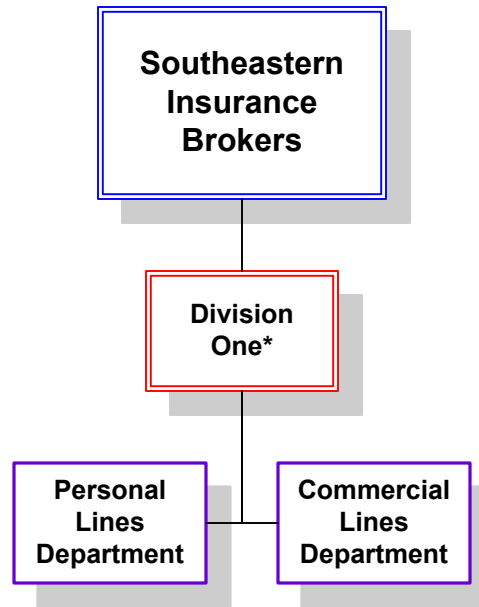 Southeastern
Insurance
Brokers
Division
One*
Personal
Lines
Department
Commercial
Lines
Department